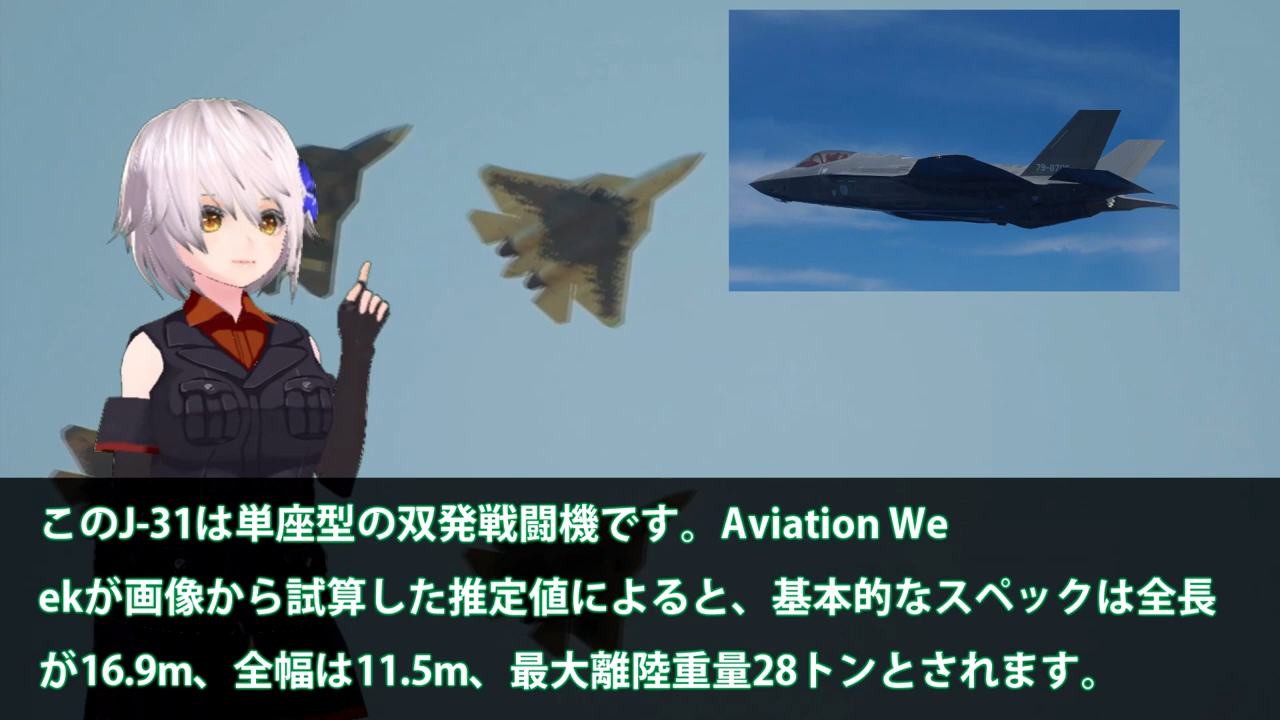 このJ-31は単座型の双発戦闘機です。Aviation We
ekが画像から試算した推定値によると、基本的なスペックは全長
が16.9m、全幅は11.5m、最大離陸重量28トンとされます。